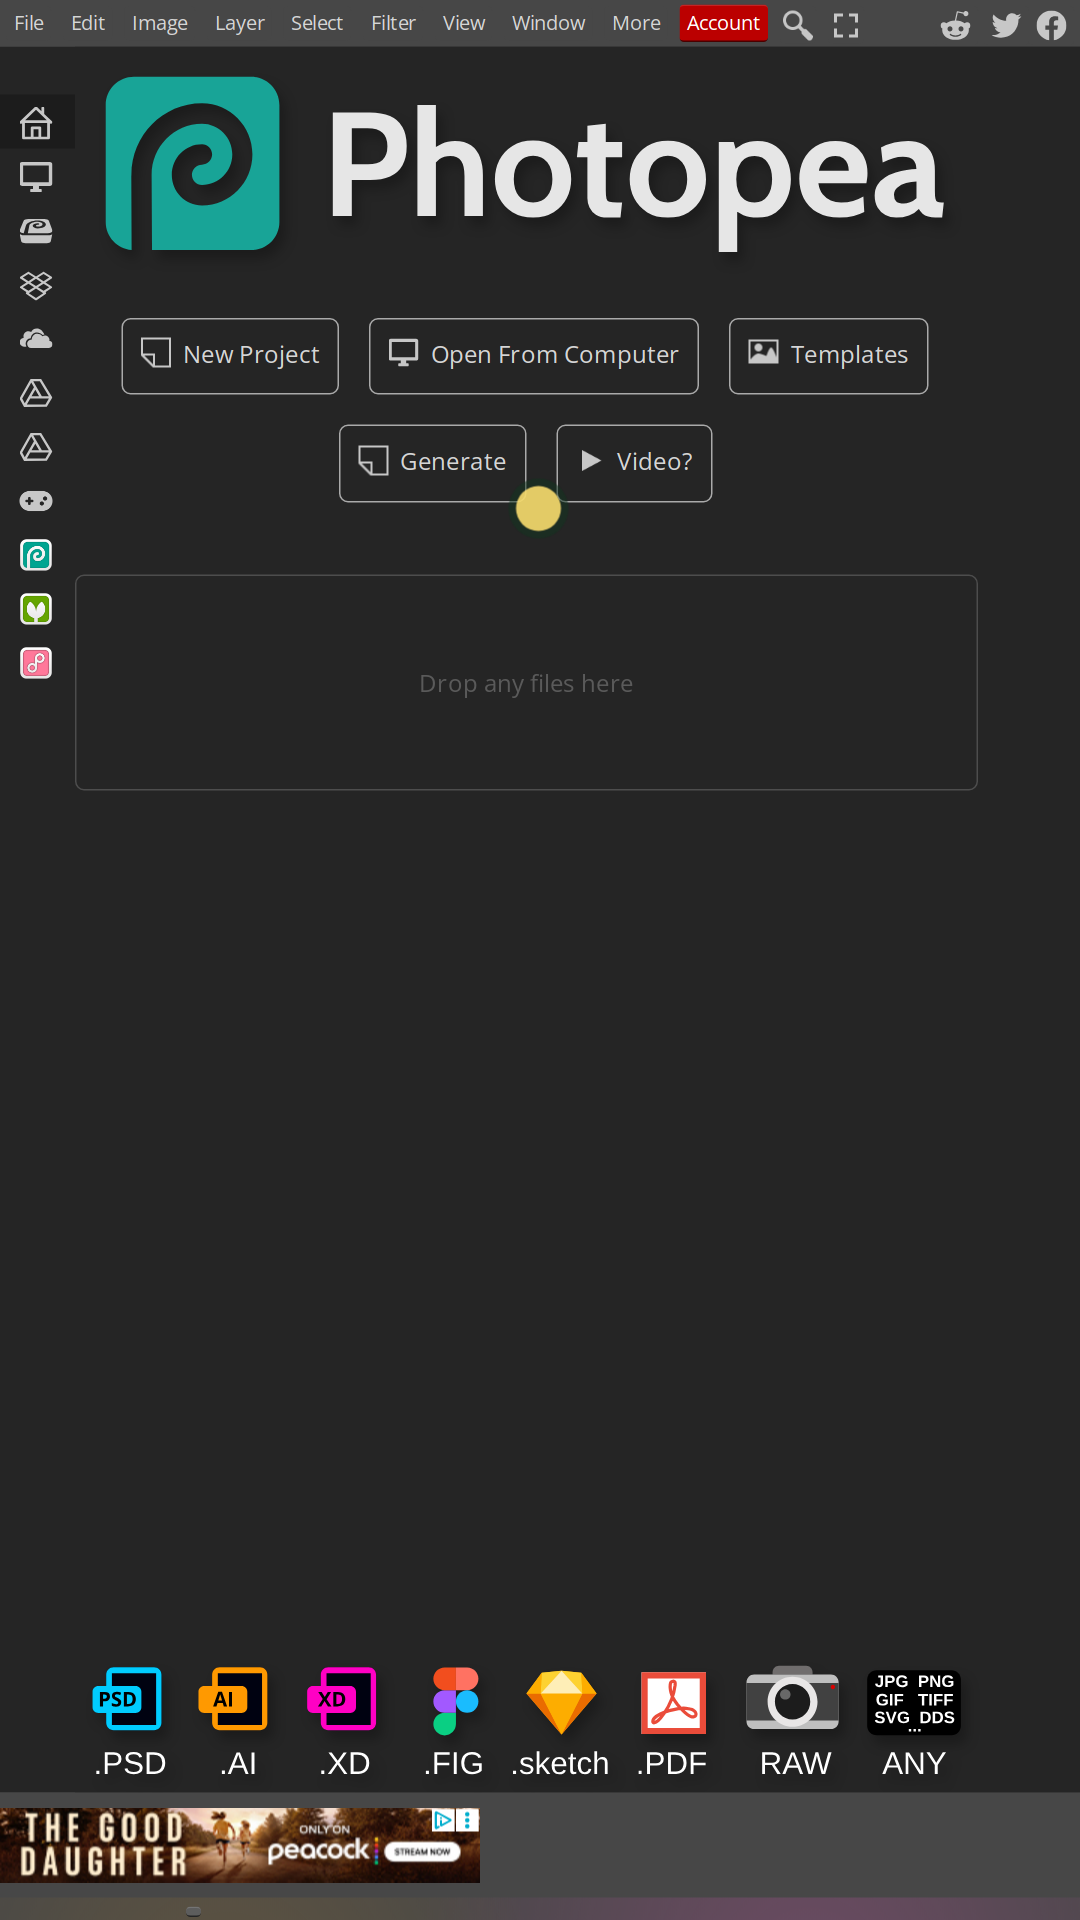 File Edit Image Layer Select Filter View Window More Account
Photopea
New Project Open From Computer Templates
Generate Video?
Drop any files here
PSD AI XD JPG PNG
GIF TIFF
SVG DDS
...
.PSD .AI .XD .FIG .sketch .PDF RAW ANY
THE GOOD
DAUGHTER
ONLY ON
peacock
STREAM NOW